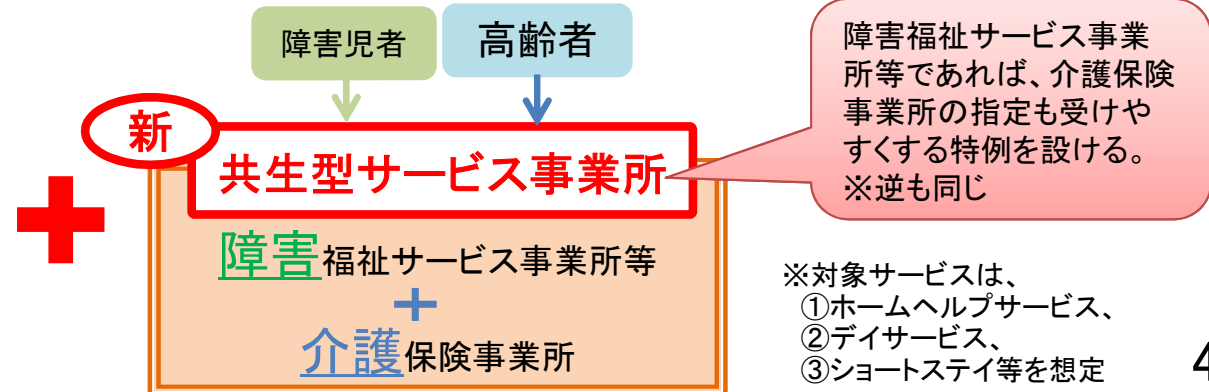 障害児者
高齢者
新
共生型サービス事業所
障害福祉サービス事業所等
+
介護保険事業所
障害福祉サービス事業
所等であれば、介護保険
事業所の指定も受けや
すくする特例を設ける。
※逆も同じ
※対象サービスは、
①ホームヘルプサービス、
②デイサービス、
③ショートステイ等を想定
4